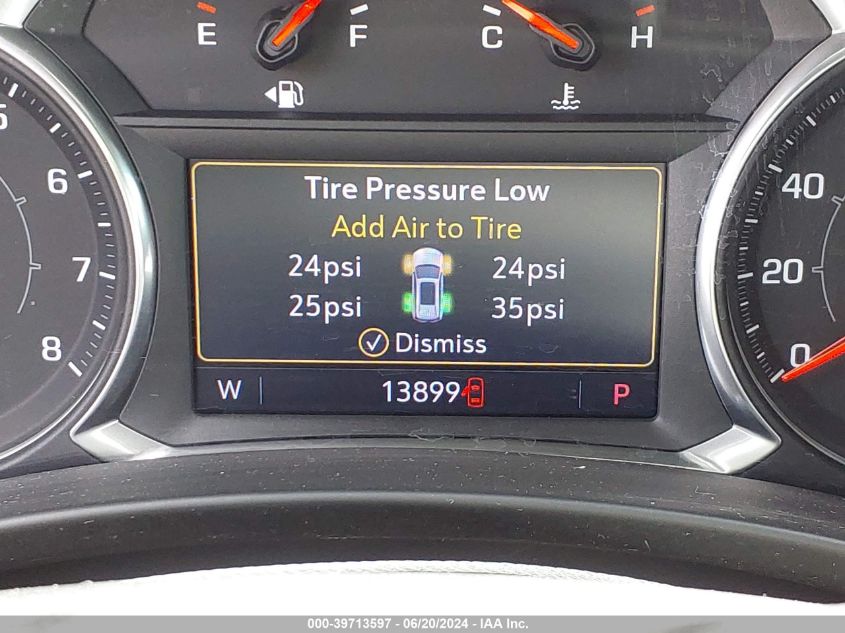 E F C H
5
6
7
8
40
20
0
Tire Pressure Low
Add Air to Tire
24psi 24psi
25psi 35psi
Dismiss
W 13899 P
000-39713597 - 06/20/2024 - IAA Inc.